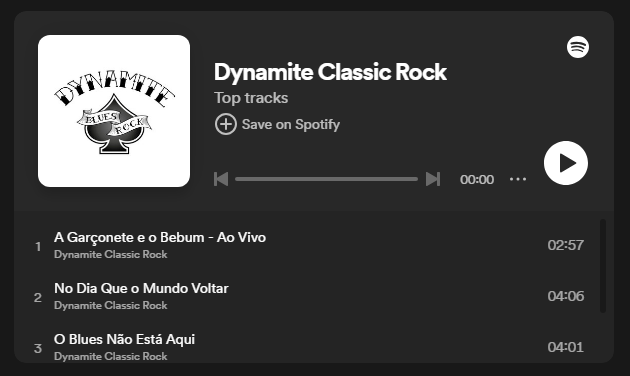 DYNAMITE
BLUES ROCK
Dynamite Classic Rock
Top tracks
Save on Spotify
00:00
1 A Garçonete e o Bebum - Ao Vivo 02:57
Dynamite Classic Rock
2 No Dia Que o Mundo Voltar 04:06
Dynamite Classic Rock
3 O Blues Não Está Aqui 04:01
Dynamite Classic Rock